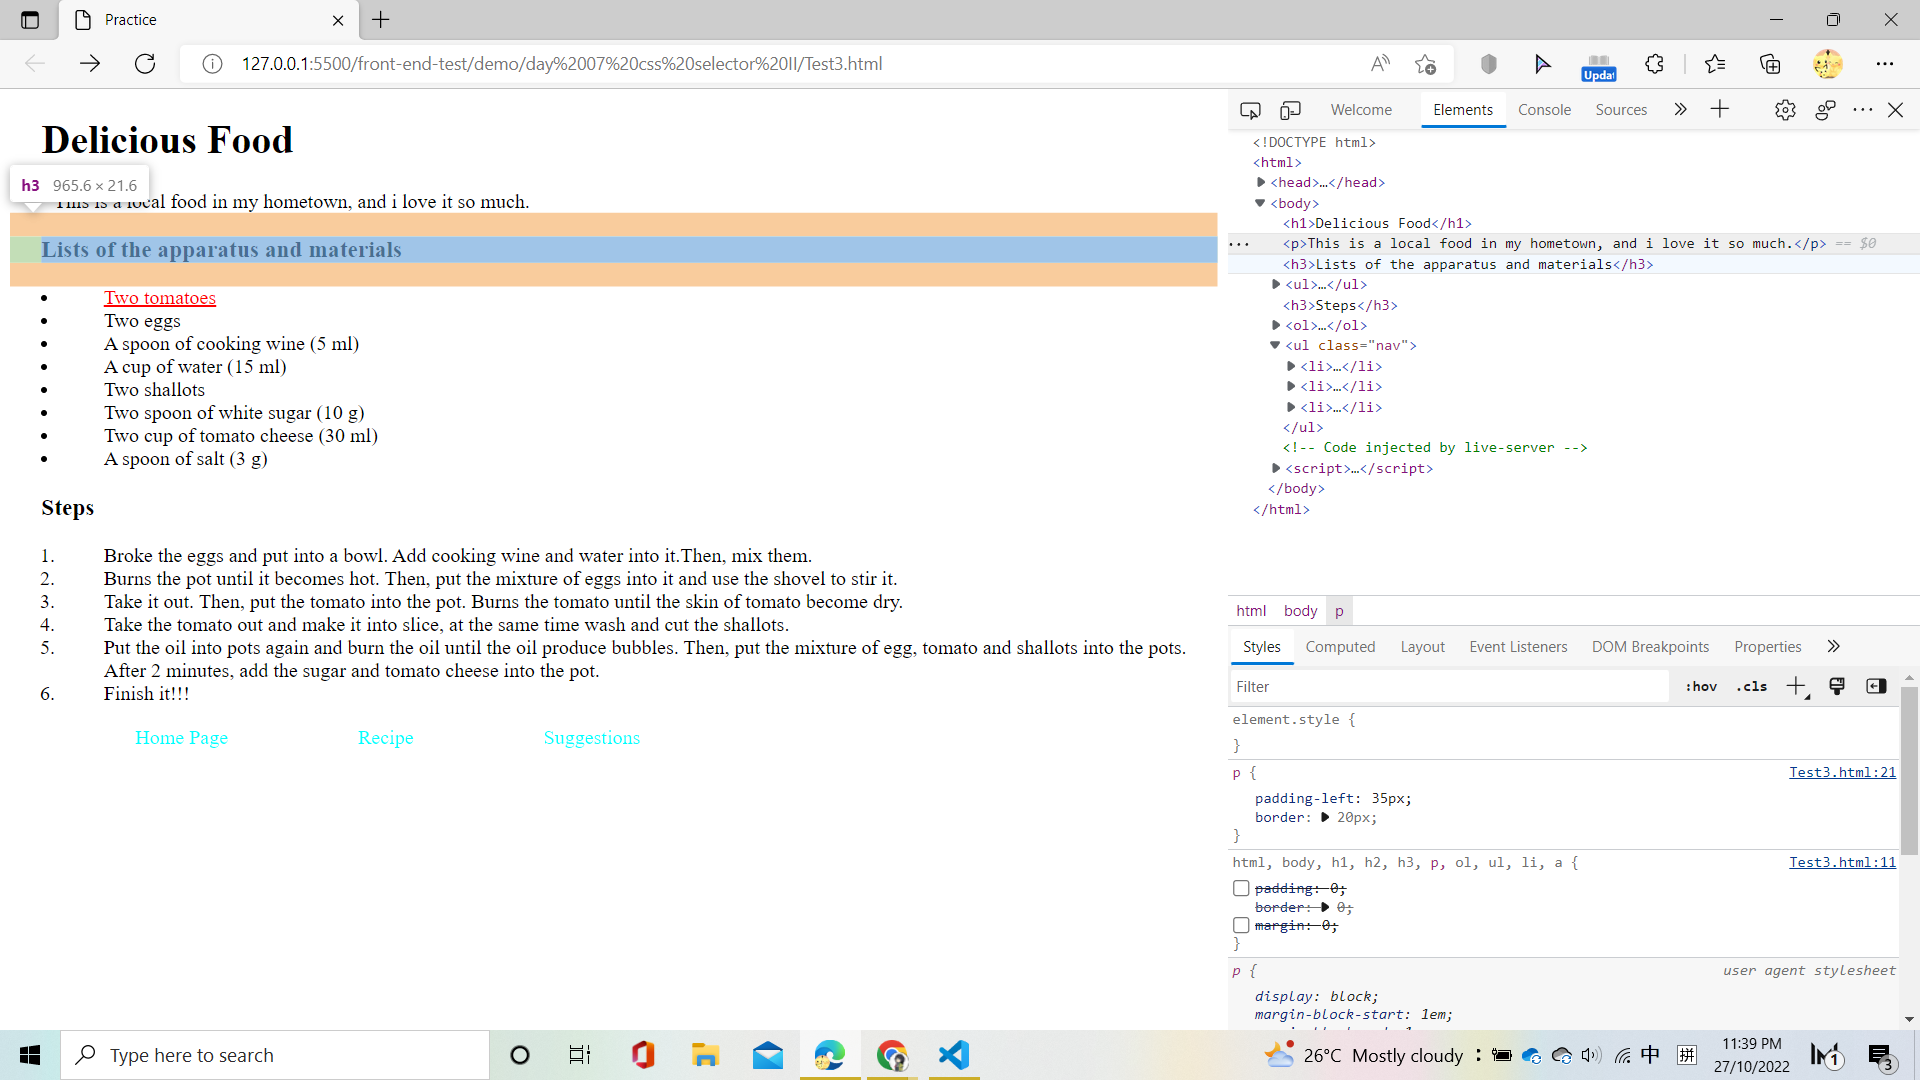 Practice
127.0.0.1:5500/front-end-test/demo/day%2007%20css%20selector%20II/Test3.html
Updat
Delicious Food
h3 965.6 × 21.6
This is a local food in my hometown, and i love it so much.
Lists of the apparatus and materials
• Two tomatoes
• Two eggs
• A spoon of cooking wine (5 ml)
• A cup of water (15 ml)
• Two shallots
• Two spoon of white sugar (10 g)
• Two cup of tomato cheese (30 ml)
• A spoon of salt (3 g)
Steps
1. Broke the eggs and put into a bowl. Add cooking wine and water into it.Then, mix them.
2. Burns the pot until it becomes hot. Then, put the mixture of eggs into it and use the shovel to stir it.
3. Take it out. Then, put the tomato into the pot. Burns the tomato until the skin of tomato become dry.
4. Take the tomato out and make it into slice, at the same time wash and cut the shallots.
5. Put the oil into pots again and burn the oil until the oil produce bubbles. Then, put the mixture of egg, tomato and shallots into the pots.
After 2 minutes, add the sugar and tomato cheese into the pot.
6. Finish it!!!
Home Page Recipe Suggestions
Welcome Elements Console Sources
<!DOCTYPE html>
<html>
<head>…</head>
<body>
<h1>Delicious Food</h1>
<p>This is a local food in my hometown, and i love it so much.</p> == $0
<h3>Lists of the apparatus and materials</h3>
<ul>…</ul>
<h3>Steps</h3>
<ol>…</ol>
<ul class="nav">
<li>…</li>
<li>…</li>
<li>…</li>
</ul>
<!-- Code injected by live-server -->
<script>…</script>
</body>
</html>
html body p
Styles Computed Layout Event Listeners DOM Breakpoints Properties
Filter :hov .cls
element.style {
}
p { Test3.html:21
padding-left: 35px;
border: 20px;
}
html, body, h1, h2, h3, p, ol, ul, li, a { Test3.html:11
padding: 0;
border: 0;
margin: 0;
}
p { user agent stylesheet
display: block;
margin-block-start: 1em;
Type here to search
26°C Mostly cloudy
中 拼
11:39 PM
27/10/2022
1
3